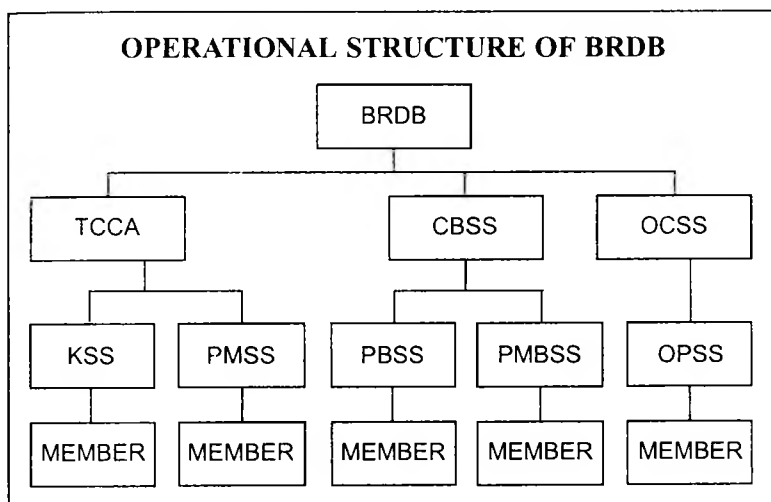 OPERATIONAL STRUCTURE OF BRDB
BRDB
TCCA CBSS OCSS
KSS PMSS PBSS PMBSS OPSS
MEMBER MEMBER MEMBER MEMBER MEMBER